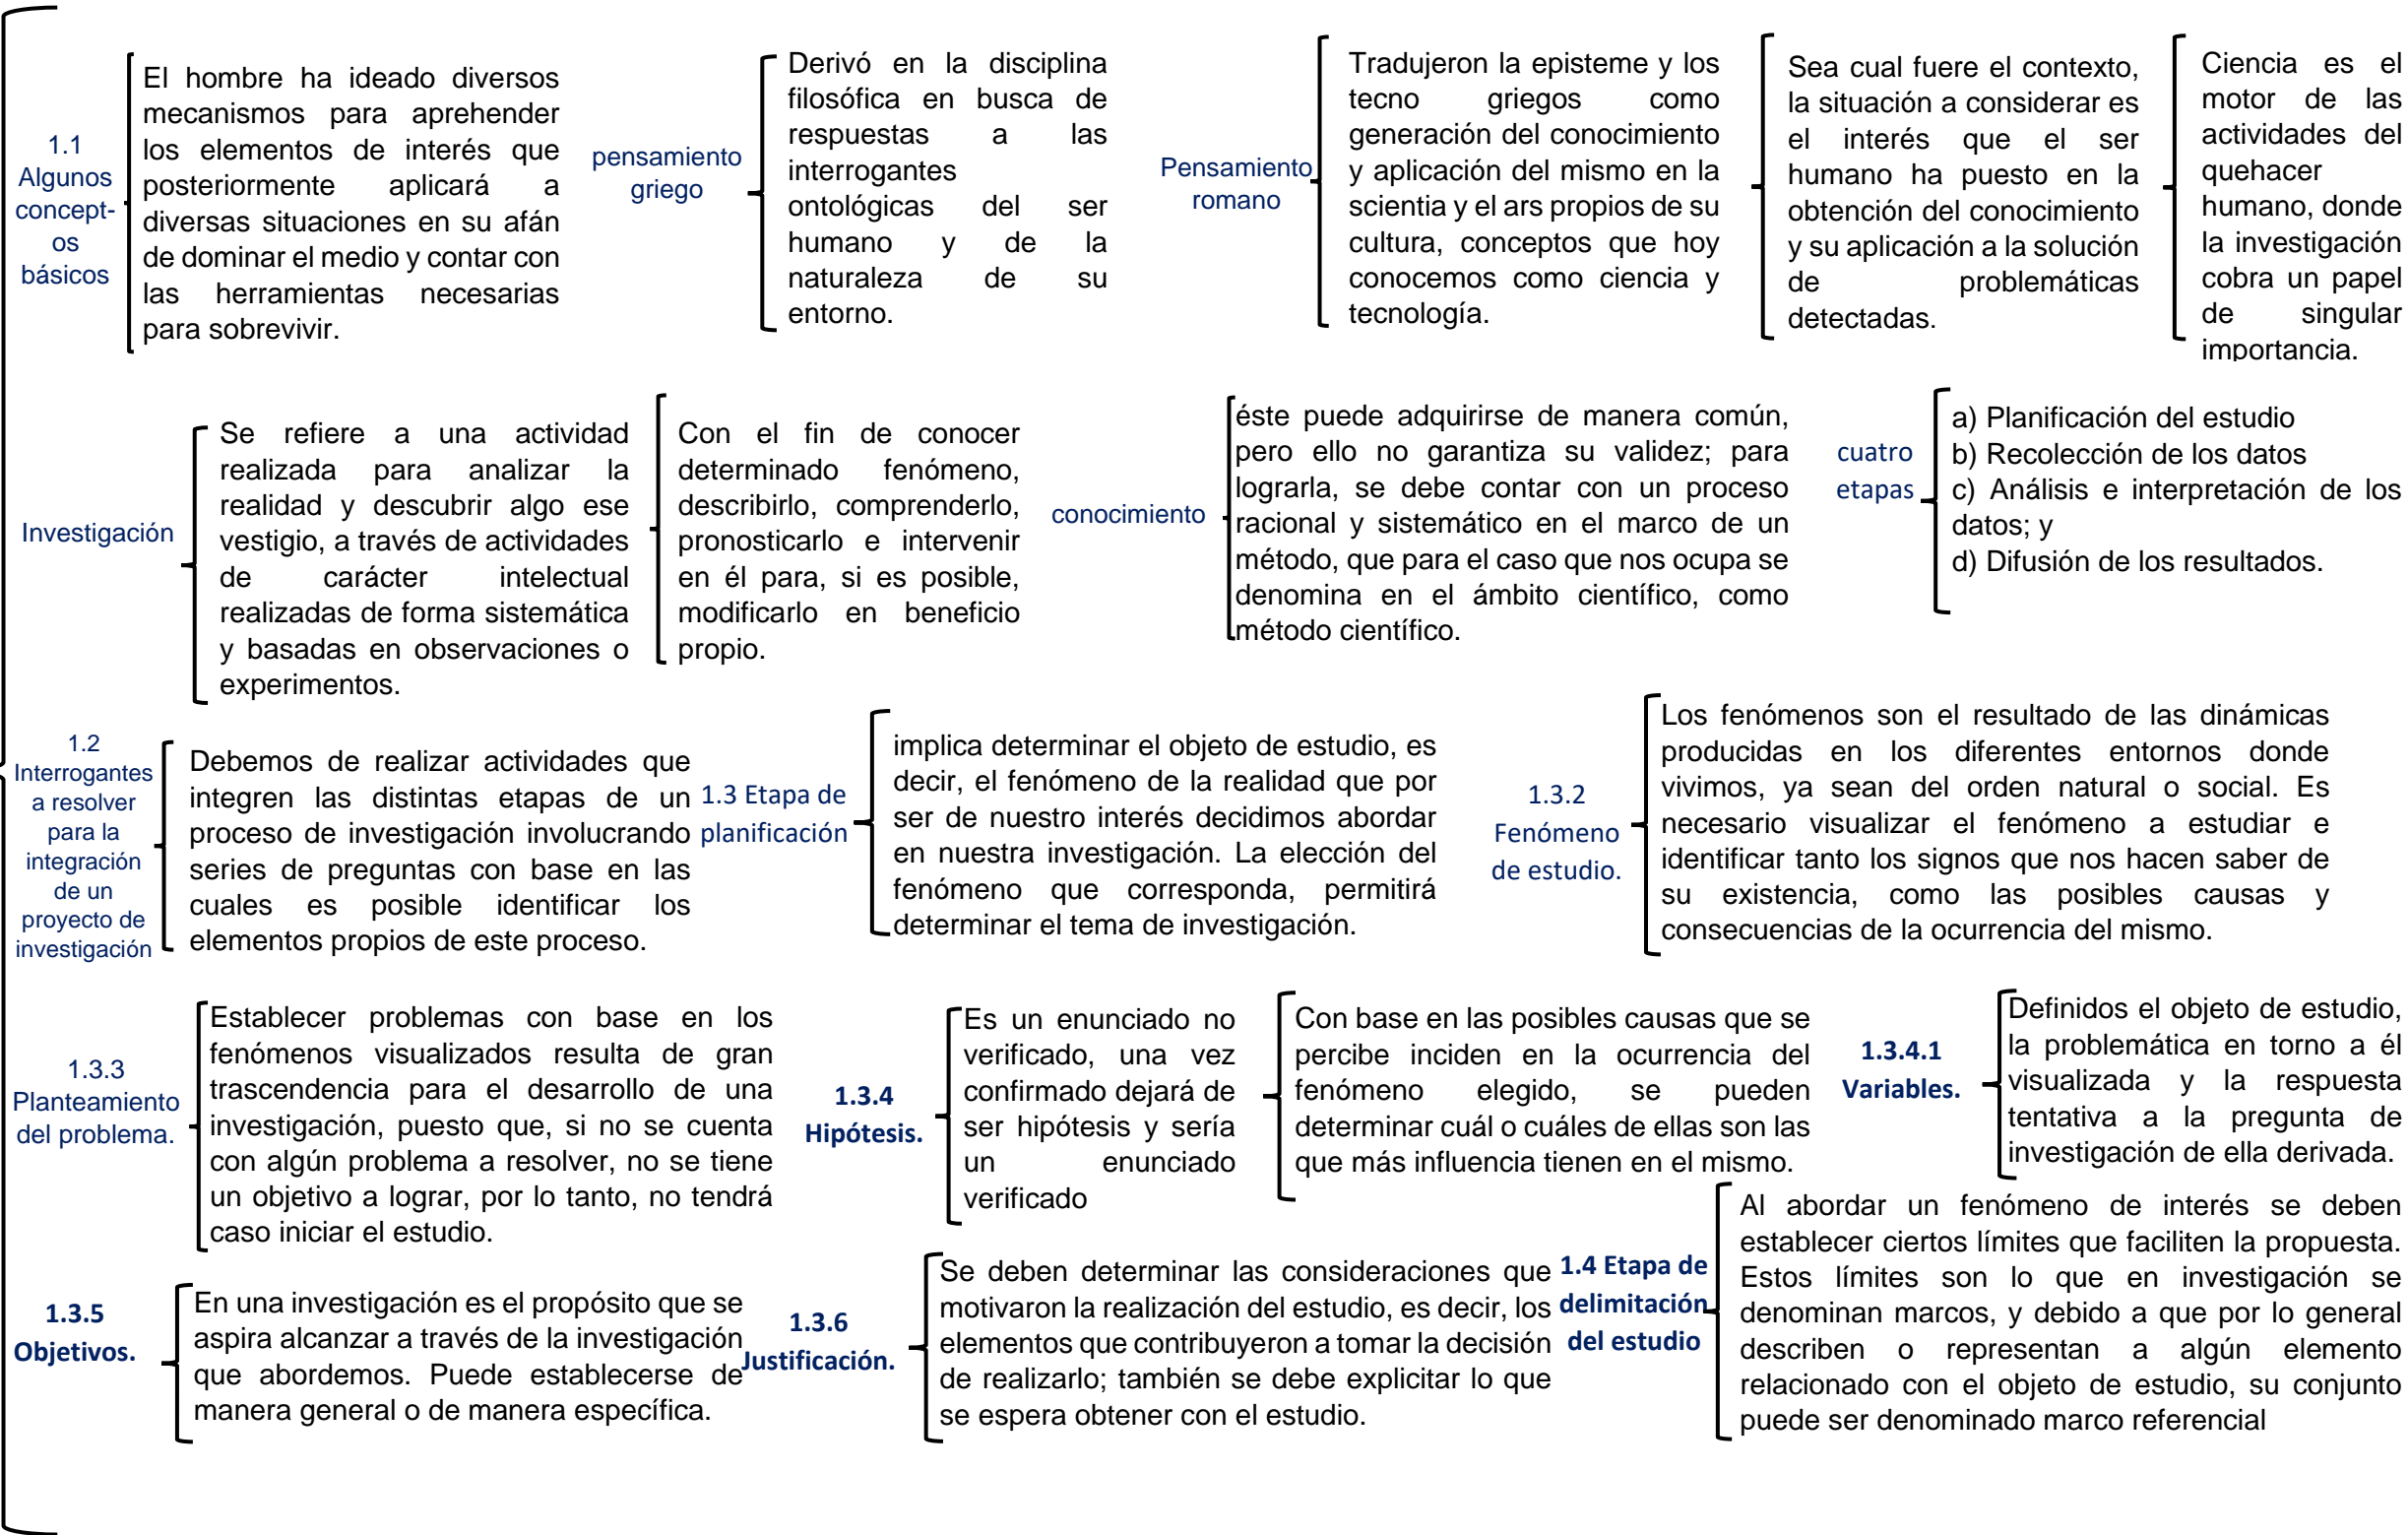 1.1
Algunos
concept-
os
básicos
El hombre ha ideado diversos
mecanismos para aprehender
los elementos de interés que
posteriormente aplicará a
diversas situaciones en su afán
de dominar el medio y contar con
las herramientas necesarias
para sobrevivir.
pensamiento
griego
Derivó en la disciplina
filosófica en busca de
respuestas a las
interrogantes
ontológicas del ser
humano y de la
naturaleza de su
entorno.
Pensamiento
romano
Tradujeron la episteme y los
tecno griegos como
generación del conocimiento
y aplicación del mismo en la
scientia y el ars propios de su
cultura, conceptos que hoy
conocemos como ciencia y
tecnología.
Sea cual fuere el contexto,
la situación a considerar es
el interés que el ser
humano ha puesto en la
obtención del conocimiento
y su aplicación a la solución
de problemáticas
detectadas.
Ciencia es el
motor de las
actividades del
quehacer
humano, donde
la investigación
cobra un papel
de singular
importancia.
Investigación
Se refiere a una actividad
realizada para analizar la
realidad y descubrir algo ese
vestigio, a través de actividades
de carácter intelectual
realizadas de forma sistemática
y basadas en observaciones o
experimentos.
Con el fin de conocer
determinado fenómeno,
describirlo, comprenderlo,
pronosticarlo e intervenir
en él para, si es posible,
modificarlo en beneficio
propio.
conocimiento
éste puede adquirirse de manera común,
pero ello no garantiza su validez; para
lograrla, se debe contar con un proceso
racional y sistemático en el marco de un
método, que para el caso que nos ocupa se
denomina en el ámbito científico, como
método científico.
cuatro
etapas
a) Planificación del estudio
b) Recolección de los datos
c) Análisis e interpretación de los
datos; y
d) Difusión de los resultados.
1.2
Interrogantes
a resolver
para la
integración
de un
proyecto de
investigación
Debemos de realizar actividades que
integren las distintas etapas de un
proceso de investigación involucrando
series de preguntas con base en las
cuales es posible identificar los
elementos propios de este proceso.
1.3 Etapa de
planificación
implica determinar el objeto de estudio, es
decir, el fenómeno de la realidad que por
ser de nuestro interés decidimos abordar
en nuestra investigación. La elección del
fenómeno que corresponda, permitirá
determinar el tema de investigación.
1.3.2
Fenómeno
de estudio.
Los fenómenos son el resultado de las dinámicas
producidas en los diferentes entornos donde
vivimos, ya sean del orden natural o social. Es
necesario visualizar el fenómeno a estudiar e
identificar tanto los signos que nos hacen saber de
su existencia, como las posibles causas y
consecuencias de la ocurrencia del mismo.
1.3.3
Planteamiento
del problema.
Establecer problemas con base en los
fenómenos visualizados resulta de gran
trascendencia para el desarrollo de una
investigación, puesto que, si no se cuenta
con algún problema a resolver, no se tiene
un objetivo a lograr, por lo tanto, no tendrá
caso iniciar el estudio.
1.3.4
Hipótesis.
Es un enunciado no
verificado, una vez
confirmado dejará de
ser hipótesis y sería
un enunciado
verificado
Con base en las posibles causas que se
percibe inciden en la ocurrencia del
fenómeno elegido, se pueden
determinar cuál o cuáles de ellas son las
que más influencia tienen en el mismo.
1.3.4.1
Variables.
Definidos el objeto de estudio,
la problemática en torno a él
visualizada y la respuesta
tentativa a la pregunta de
investigación de ella derivada.
1.3.5
Objetivos.
En una investigación es el propósito que se
aspira alcanzar a través de la investigación
que abordemos. Puede establecerse de
manera general o de manera específica.
1.3.6
Justificación.
Se deben determinar las consideraciones que
motivaron la realización del estudio, es decir, los
elementos que contribuyeron a tomar la decisión
de realizarlo; también se debe explicitar lo que
se espera obtener con el estudio.
1.4 Etapa de
delimitación
del estudio
Al abordar un fenómeno de interés se deben
establecer ciertos límites que faciliten la propuesta.
Estos límites son lo que en investigación se
denominan marcos, y debido a que por lo general
describen o representan a algún elemento
relacionado con el objeto de estudio, su conjunto
puede ser denominado marco referencial